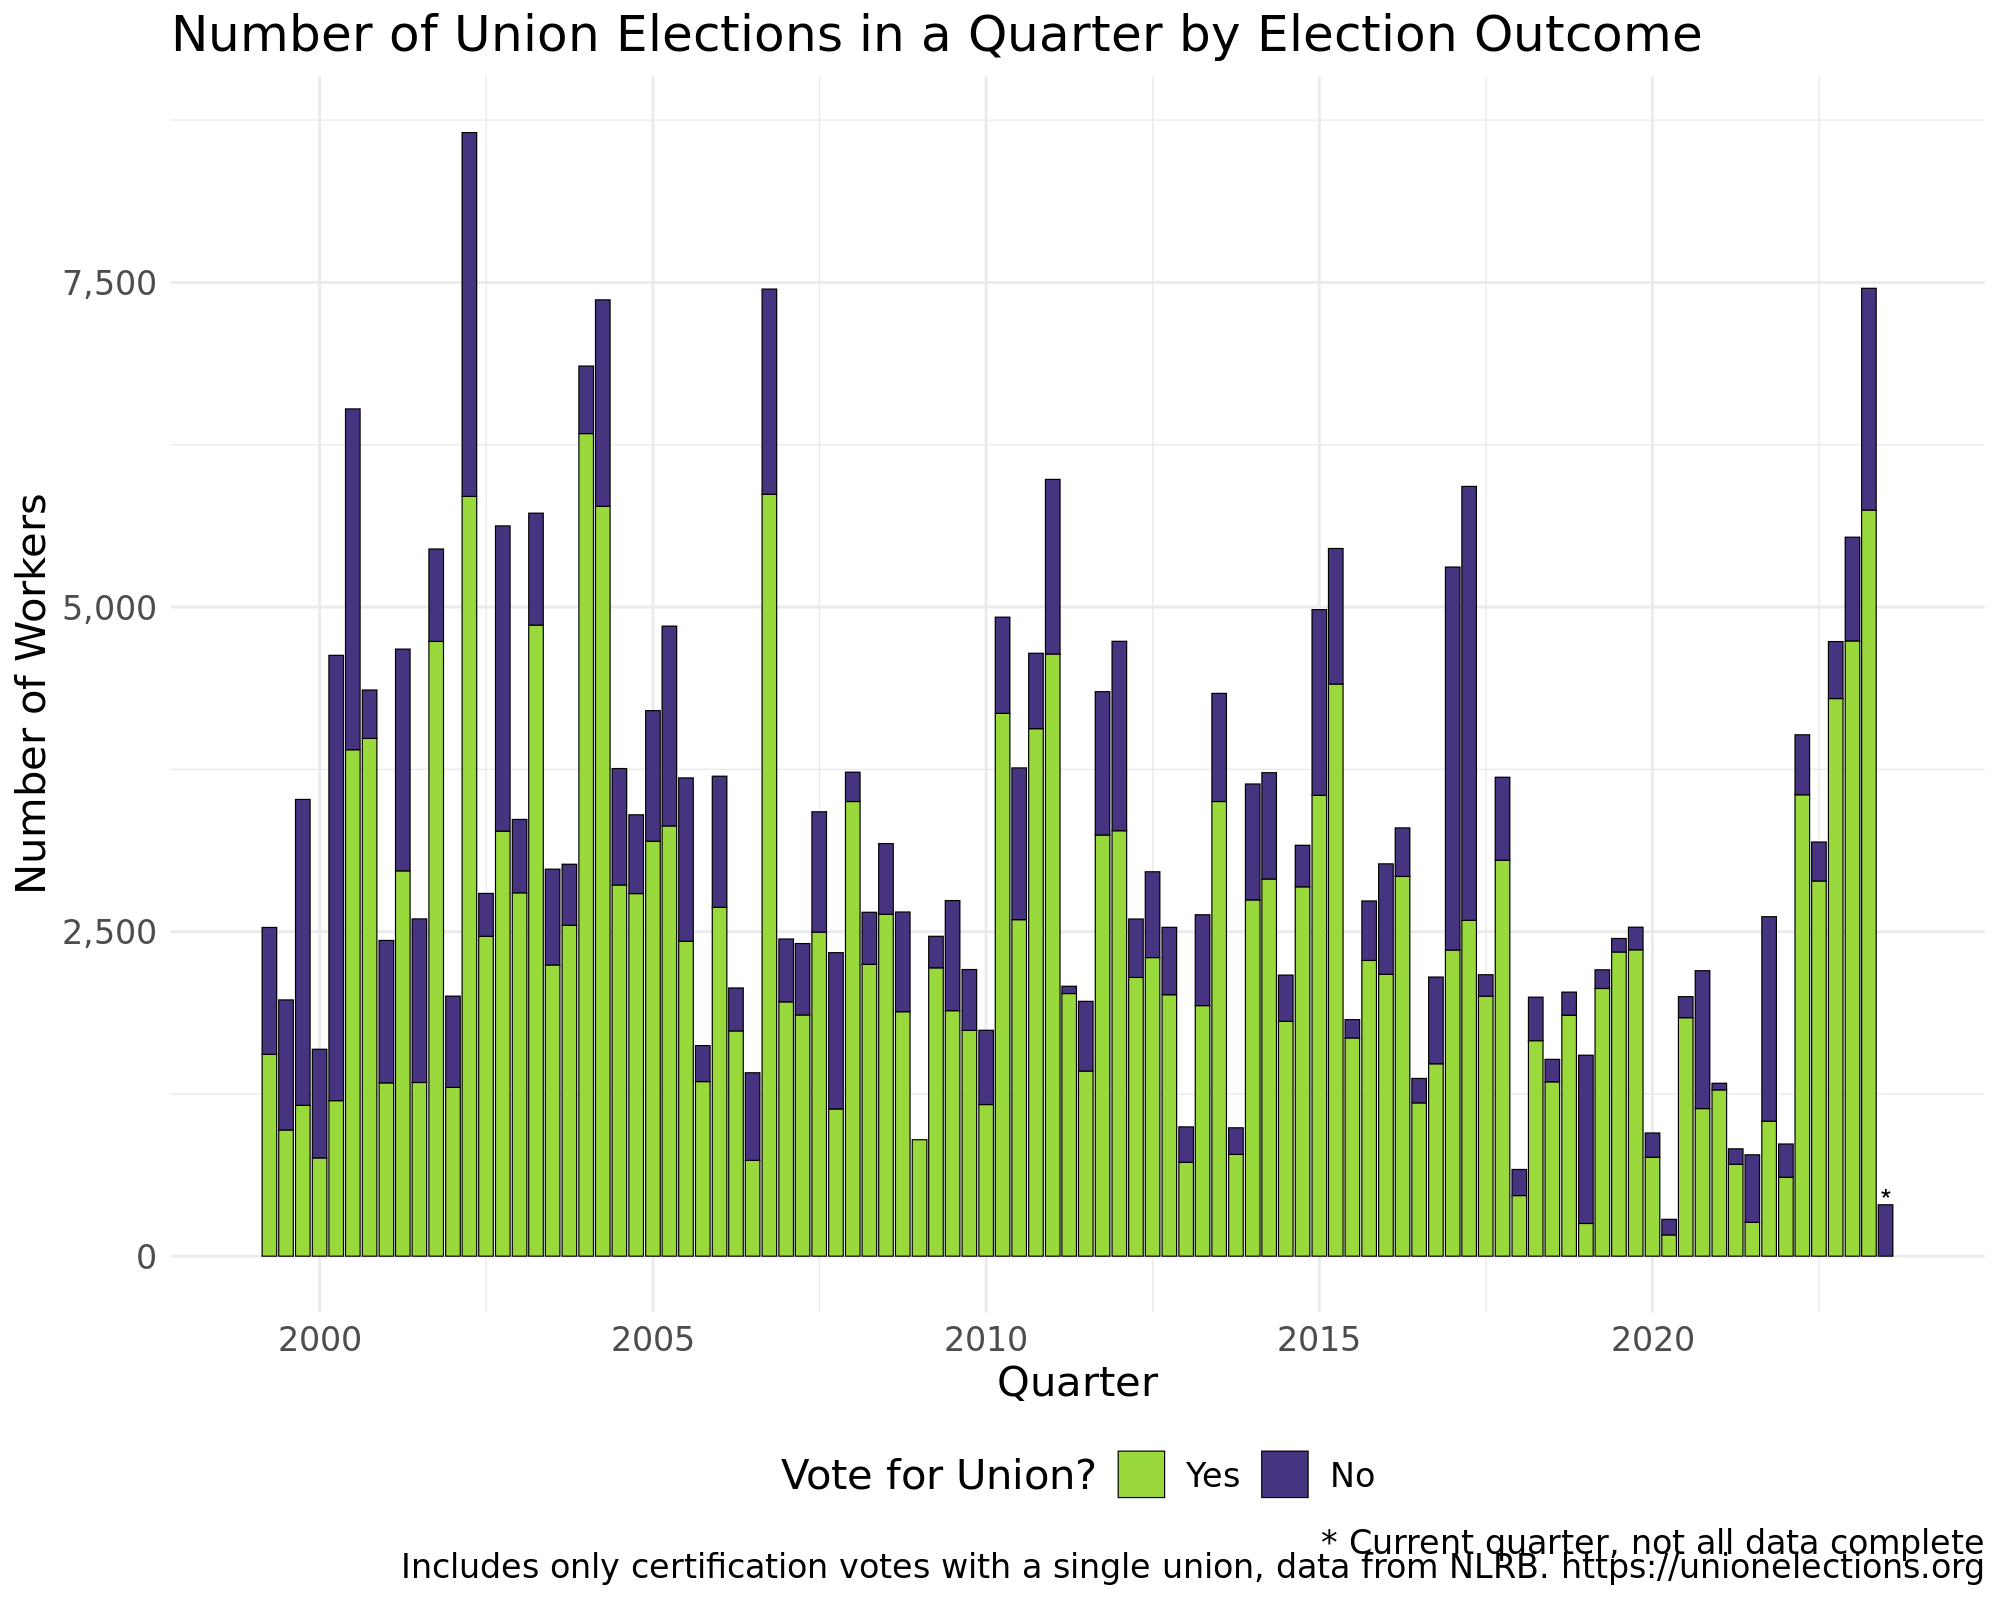 Number of Union Elections in a Quarter by Election Outcome
Number of Workers
7,500
5,000
2,500
0
*
2000 2005 2010 2015 2020
Quarter
Vote for Union? Yes No
* Current quarter, not all data complete
Includes only certification votes with a single union, data from NLRB. https://unionelections.org